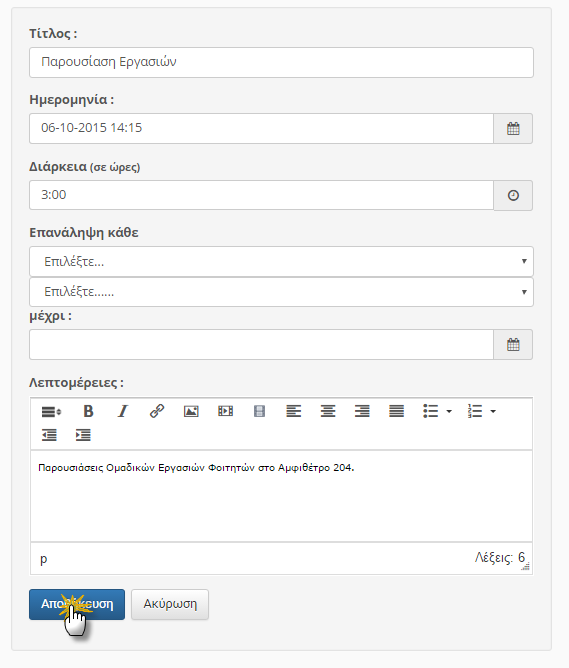 Τίτλος :
Παρουσίαση Εργασιών
Ημερομηνία :
06-10-2015 14:15
Διάρκεια (σε ώρες)
3:00
Επανάληψη κάθε
Επιλέξτε...
Επιλέξτε......
μέχρι :
Λεπτομέρειες :
B I
Παρουσιάσεις Ομαδικών Εργασιών Φοιτητών στο Αμφιθέτρο 204.
p Λέξεις: 6
Ακύρωση